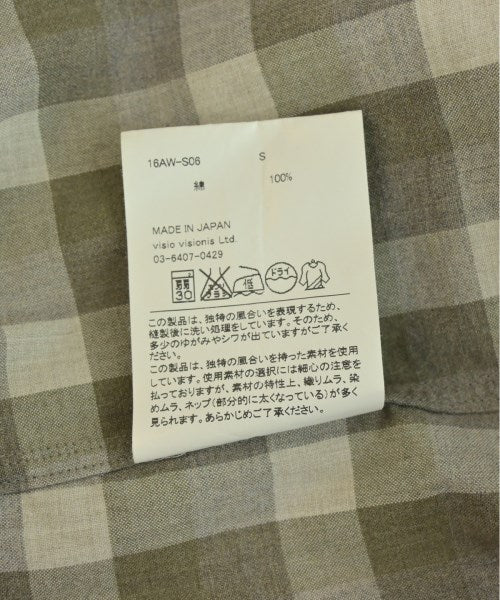 16AW-S06 S
綿 100%
MADE IN JAPAN
visio visionis Ltd.
03-6407-0429
弱 30 エンソ サラシ 低 ドライ
この製品は、独特の風合いを表現するため、
縫製後に洗い処理をしています。そのため、
多少のゆがみやシワが出ていますがご了承く
ださい。
この製品は、独特の風合いを持った素材を使用
しています。使用素材の選択には細心の注意を
払っておりますが、素材の特性上、織りムラ、染
めムラ、ネップ(部分的に太くなっている)が多く
見られます。あらかじめご了承ください。